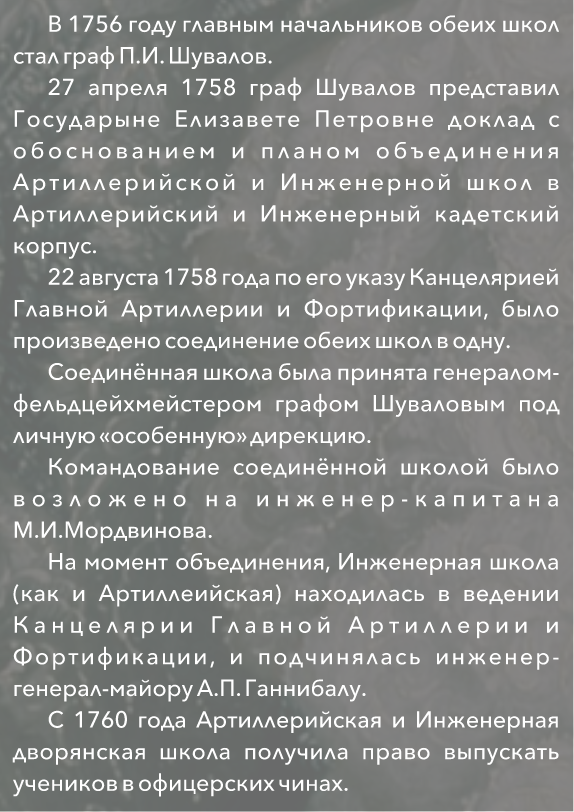 В 1756 году главным начальников обеих школ
стал граф П.И. Шувалов.
27 апреля 1758 граф Шувалов представил
Государыне Елизавете Петровне доклад с
обоснованием и планом объединения
Артиллерийской и Инженерной школ в
Артиллерийский и Инженерный кадетский
корпус.
22 августа 1758 года по его указу Канцелярией
Главной Артиллерии и Фортификации, было
произведено соединение обеих школ в одну.
Соединённая школа была принята генералом-
фельдцейхмейстером графом Шуваловым под
личную «особенную» дирекцию.
Командование соединённой школой было
возложено на инженер-капитана
М.И.Мордвинова.
На момент объединения, Инженерная школа
(как и Артиллеийская) находилась в ведении
Канцелярии Главной Артиллерии и
Фортификации, и подчинялась инженер-
генерал-майору А.П. Ганнибалу.
С 1760 года Артиллерийская и Инженерная
дворянская школа получила право выпускать
учеников в офицерских чинах.